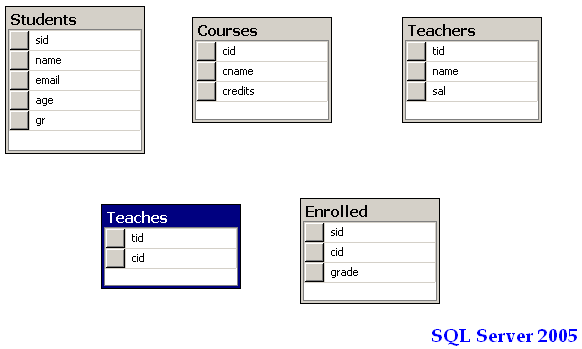 Students
sid
name
email
age
gr
Courses
cid
cname
credits
Teachers
tid
name
sal
Teaches
tid
cid
Enrolled
sid
cid
grade
SQL Server 2005